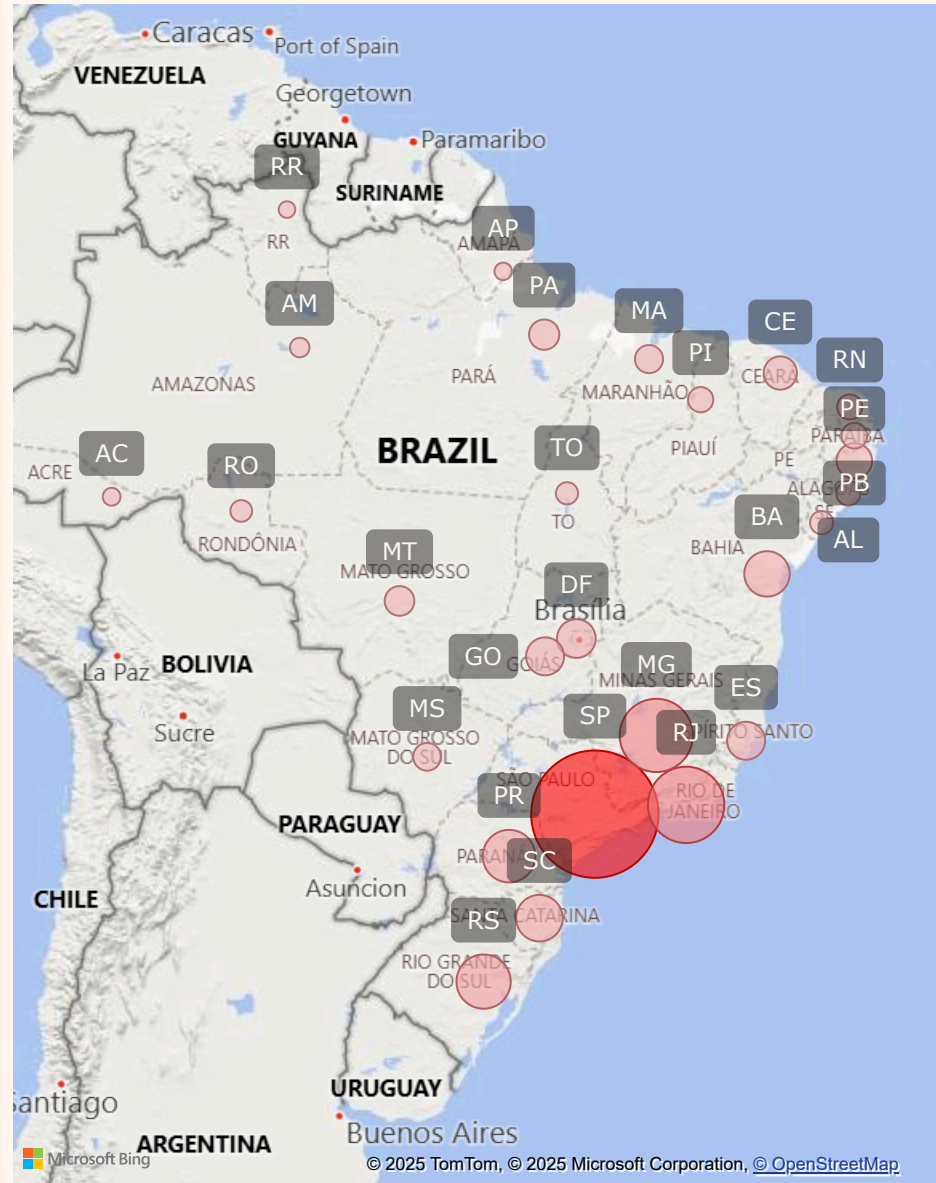 Caracas
Port of Spain
VENEZUELA
Georgetown
GUYANA
Paramaribo
RR
SURINAME
AP
AMAPÁ
RR
PA
AM
MA
CE
PI
RN
PARÁ
CEARÁ
AMAZONAS
MARANHÃO
PE
PARAÍBA
BRAZIL
TO
PIAUÍ
PE
AC
RO
ACRE
PB
BA
SE
TO
AL
RONDÔNIA
BAHIA
MT
MATO GROSSO
DF
Brasília
GO
GOIÁS
MG
MINAS GERAIS
BOLIVIA
La Paz
ES
MS
SP
Sucre
RJ
MATO GROSSO
DO SUL
SÃO PAULO
PR
RIO DE
JANEIRO
PARAGUAY
PARANÁ
SC
Asuncion
CHILE
RS
SANTA CATARINA
RIO GRANDE
DO SUL
URUGUAY
Santiago
Buenos Aires
ARGENTINA
Microsoft Bing
© 2025 TomTom, © 2025 Microsoft Corporation, © OpenStreetMap